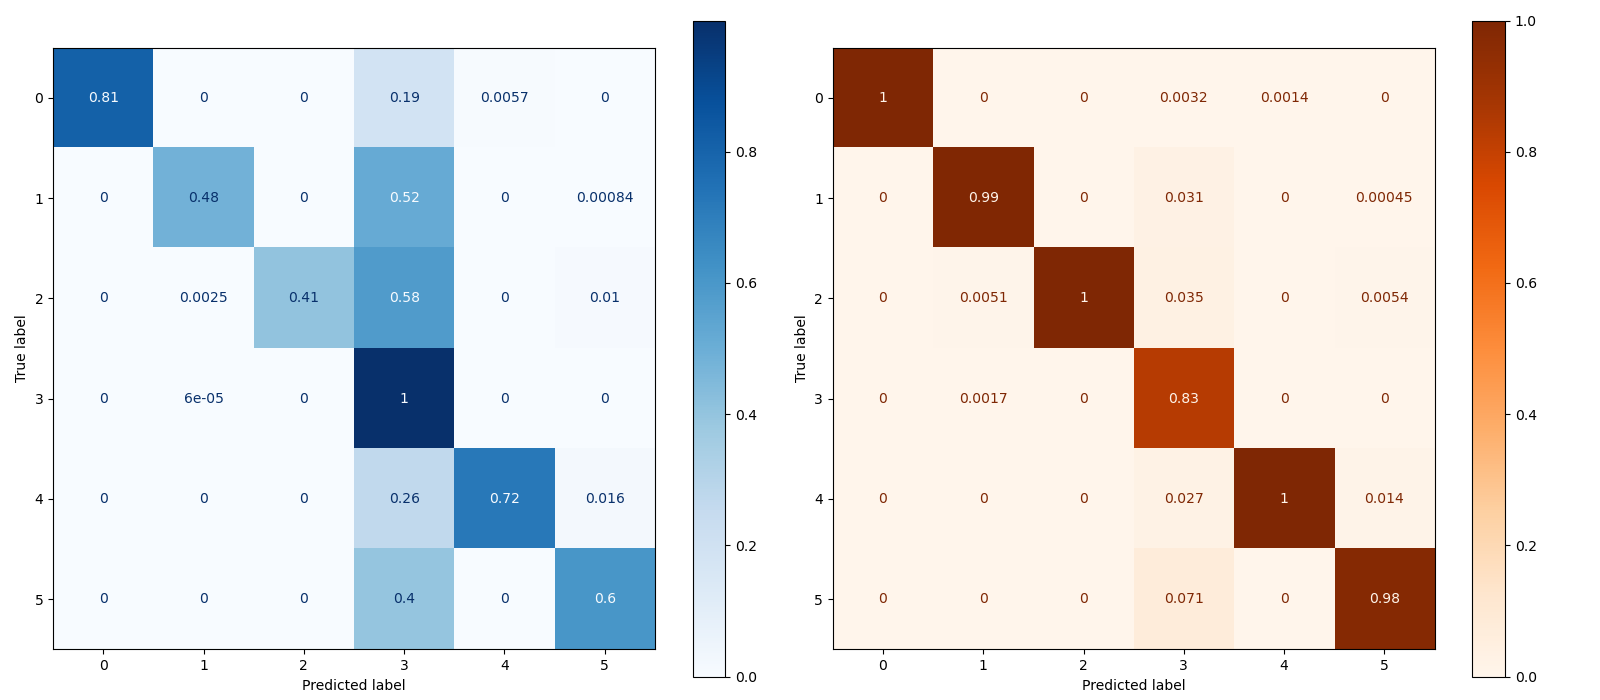 1.0
0 0.81 0 0 0.19 0.0057 0 0 1 0 0 0.0032 0.0014 0
0.8 0.8
1 0 0.48 0 0.52 0 0.00084 1 0 0.99 0 0.031 0 0.00045
0.6 0.6
2 0 0.0025 0.41 0.58 0 0.01 2 0 0.0051 1 0.035 0 0.0054
True label True label
3 0 6e-05 0 1 0 0 3 0 0.0017 0 0.83 0 0
0.4 0.4
4 0 0 0 0.26 0.72 0.016 4 0 0 0 0.027 1 0.014
0.2 0.2
5 0 0 0 0.4 0 0.6 5 0 0 0 0.071 0 0.98
0 1 2 3 4 5 0 1 2 3 4 5
0.0 0.0
Predicted label Predicted label